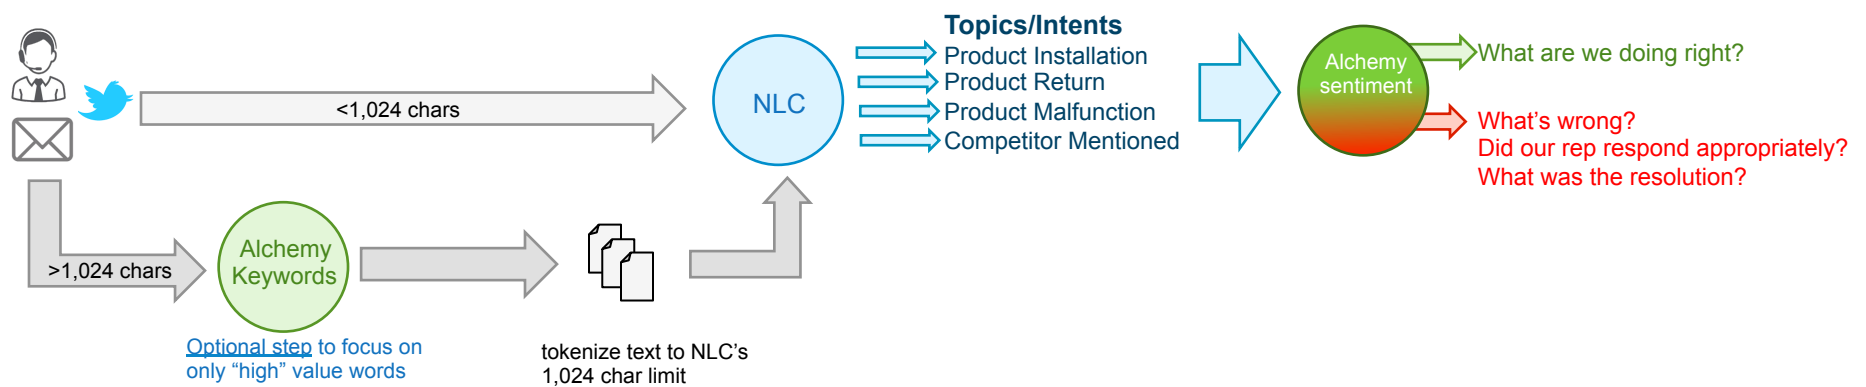 <1,024 chars
NLC
Topics/Intents
Product Installation
Product Return
Product Malfunction
Competitor Mentioned
Alchemy
sentiment
What are we doing right?
What’s wrong?
Did our rep respond appropriately?
What was the resolution?
>1,024 chars
Alchemy
Keywords
Optional step to focus on
only “high” value words
tokenize text to NLC’s
1,024 char limit